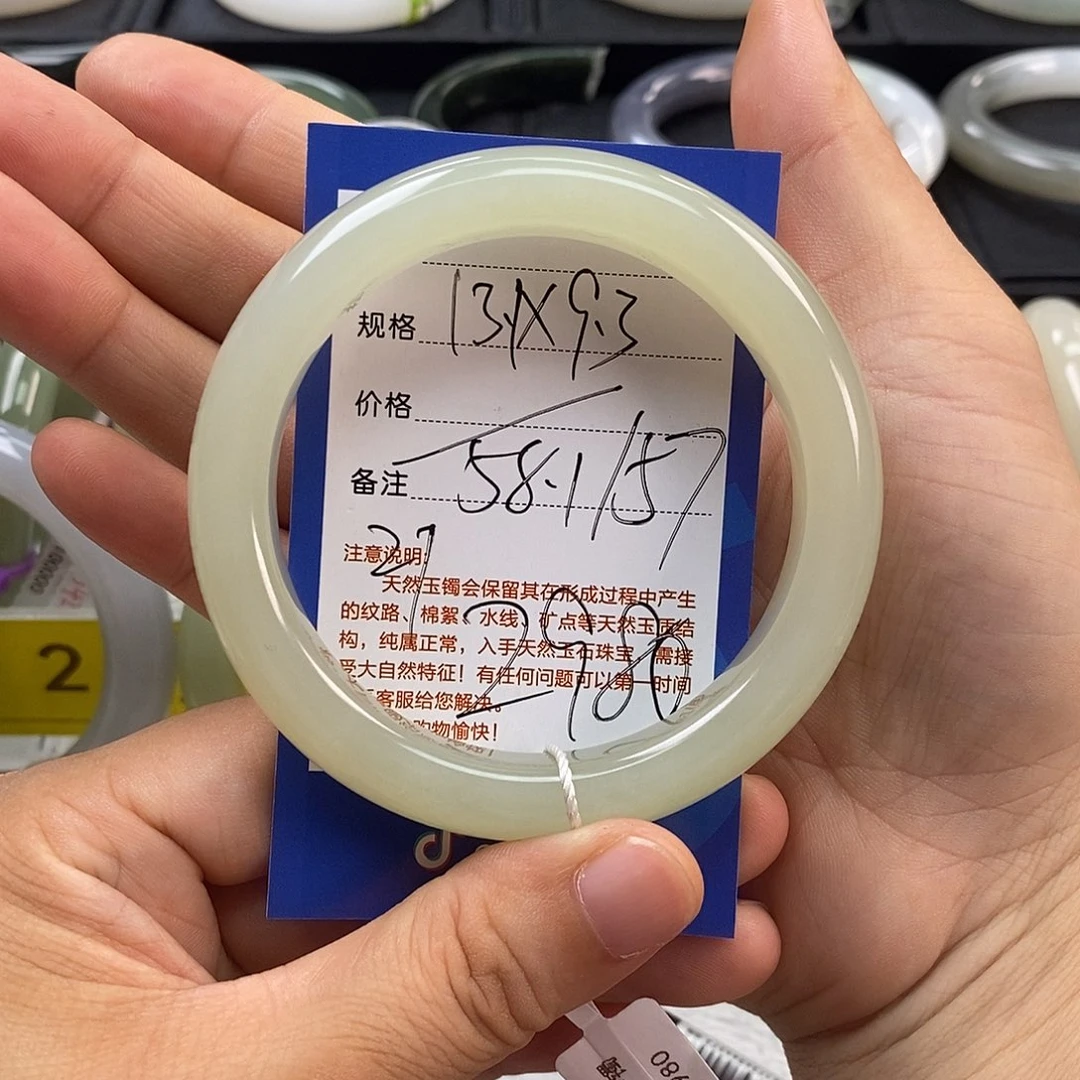 规格 13.1X9.3
价格
备注 58.1/57
注意说明: 21
天然玉镯会保留其在形成过程中产生
的纹路、棉絮、水线、矿点等天然玉质结
构，纯属正常，入手天然玉石珠宝 需接
受大自然特征！有任何问题可以第一时间
客服给您解决。
购物愉快！
2980
2
980